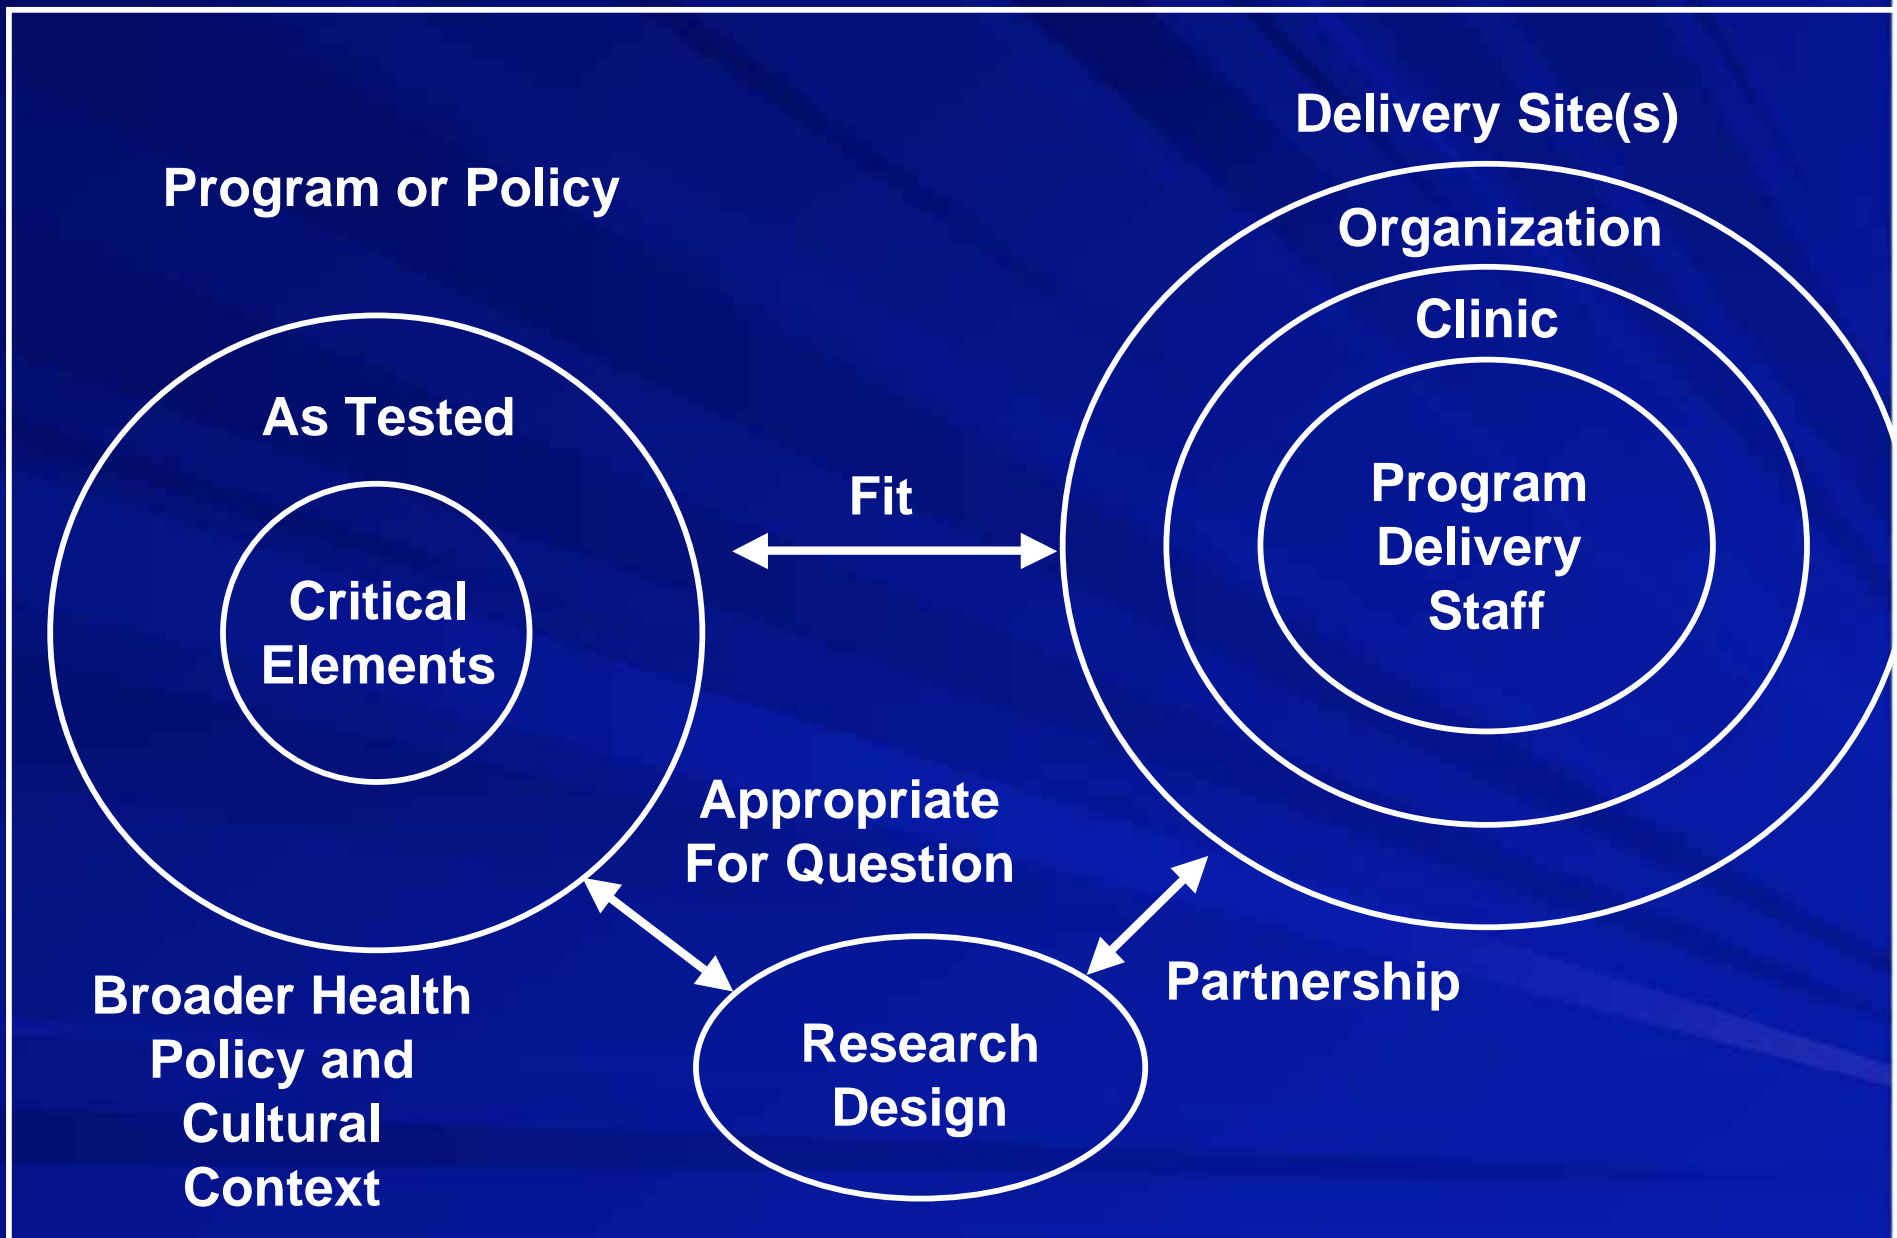 Program or Policy
As Tested
Critical
Elements
Fit
Delivery Site(s)
Organization
Clinic
Program
Delivery
Staff
Appropriate
For Question
Partnership
Research
Design
Broader Health
Policy and
Cultural
Context